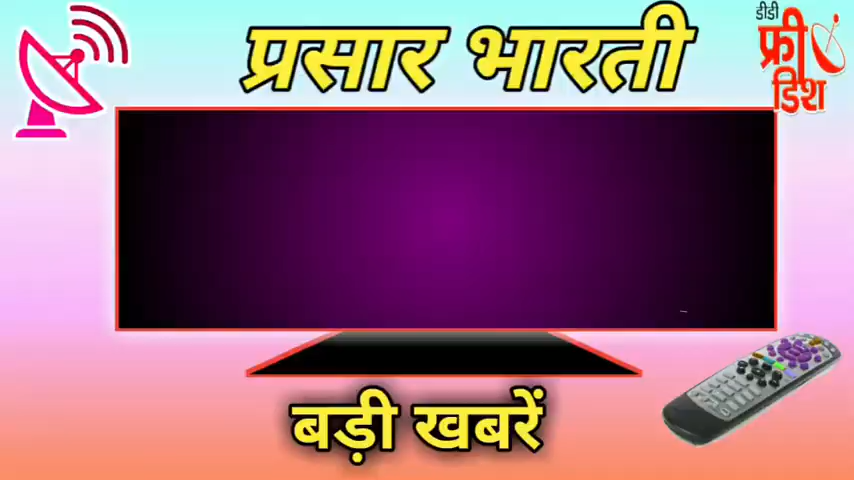 प्रसार भारती
डीडी
फ्री
डिश
बड़ी खबरें